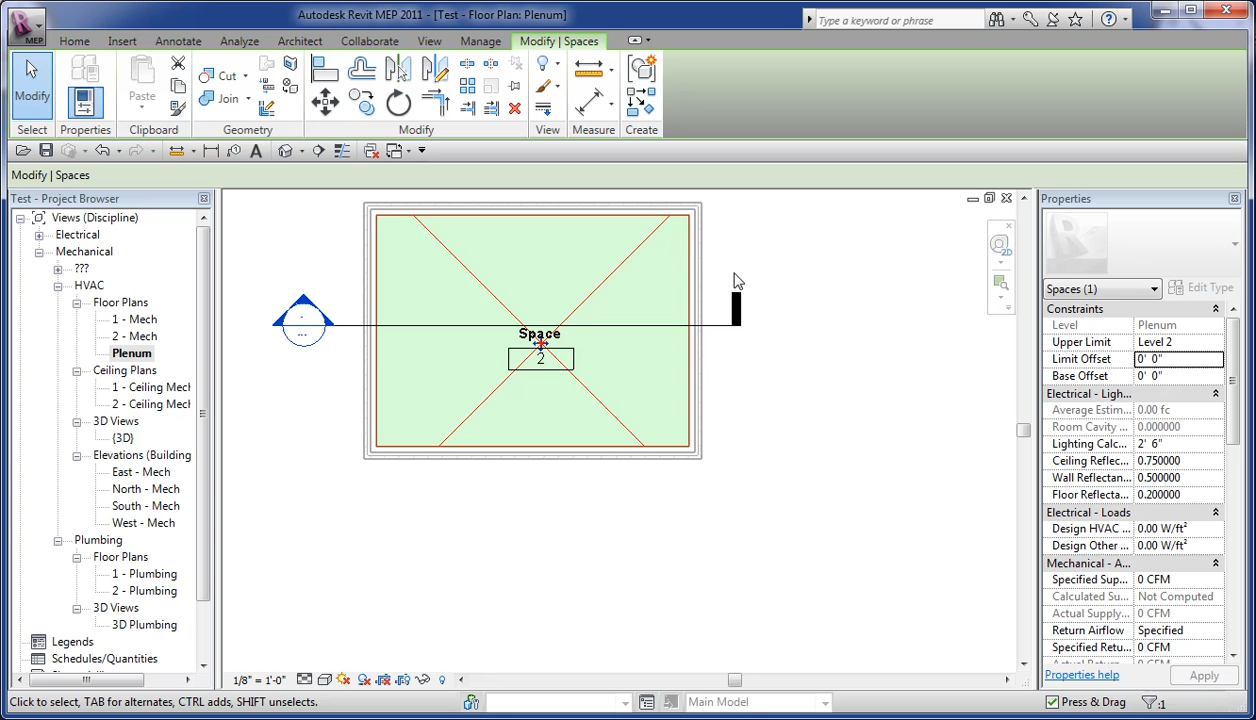 Autodesk Revit MEP 2011 - [Test - Floor Plan: Plenum]
Type a keyword or phrase
MEP
Home Insert Annotate Analyze Architect Collaborate View Manage Modify | Spaces
Modify Paste Cut Join
Select Properties Clipboard Geometry Modify View Measure Create
Modify | Spaces
Test - Project Browser
Views (Discipline)
Electrical
Mechanical
???
HVAC
Floor Plans
1 - Mech
2 - Mech
Plenum
Ceiling Plans
1 - Ceiling Mech
2 - Ceiling Mech
3D Views
{3D}
Elevations (Building
East - Mech
North - Mech
South - Mech
West - Mech
Plumbing
Floor Plans
1 - Plumbing
2 - Plumbing
3D Views
3D Plumbing
Legends
Schedules/Quantities
Space
2
2D
1/8" = 1'-0"
Properties
Spaces (1) Edit Type
Constraints
Level Plenum
Upper Limit Level 2
Limit Offset 0' 0"
Base Offset 0' 0"
Electrical - Ligh...
Average Estim... 0.00 fc
Room Cavity ... 0.000000
Lighting Calc... 2' 6"
Ceiling Reflec... 0.750000
Wall Reflectan... 0.500000
Floor Reflecta... 0.200000
Electrical - Loads
Design HVAC ... 0.00 W/ft²
Design Other ... 0.00 W/ft²
Mechanical - A...
Specified Sup... 0 CFM
Calculated Su... Not Computed
Actual Supply... 0 CFM
Return Airflow Specified
Specified Retu... 0 CFM
Properties help Apply
Click to select, TAB for alternates, CTRL adds, SHIFT unselects. Main Model Press & Drag :1